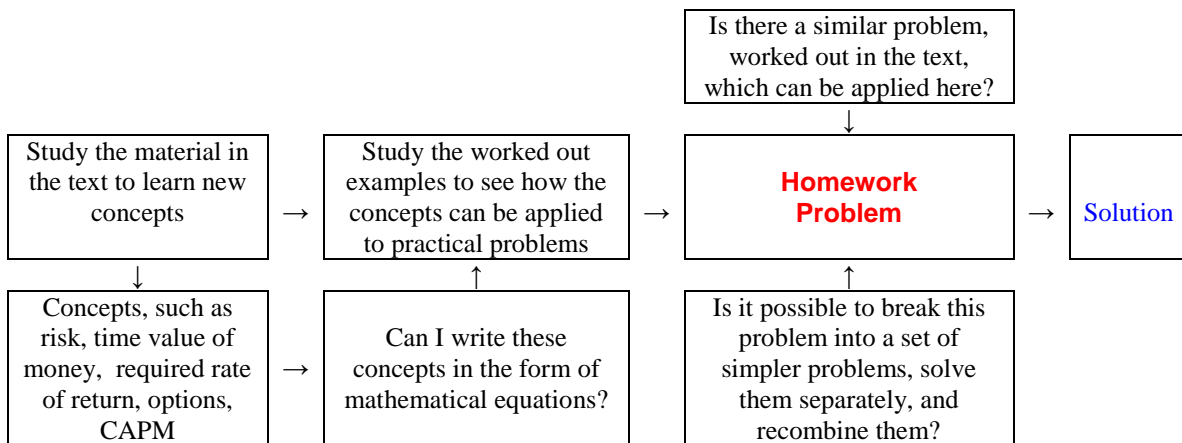 Is there a similar problem,
worked out in the text,
which can be applied here?
↓
Study the material in
the text to learn new
concepts
→
Study the worked out
examples to see how the
concepts can be applied
to practical problems
→
Homework
Problem
→
Solution
↓
↑
↑
Concepts, such as
risk, time value of
money, required rate
of return, options,
CAPM
→
Can I write these
concepts in the form of
mathematical equations?
Is it possible to break this
problem into a set of
simpler problems, solve
them separately, and
recombine them?